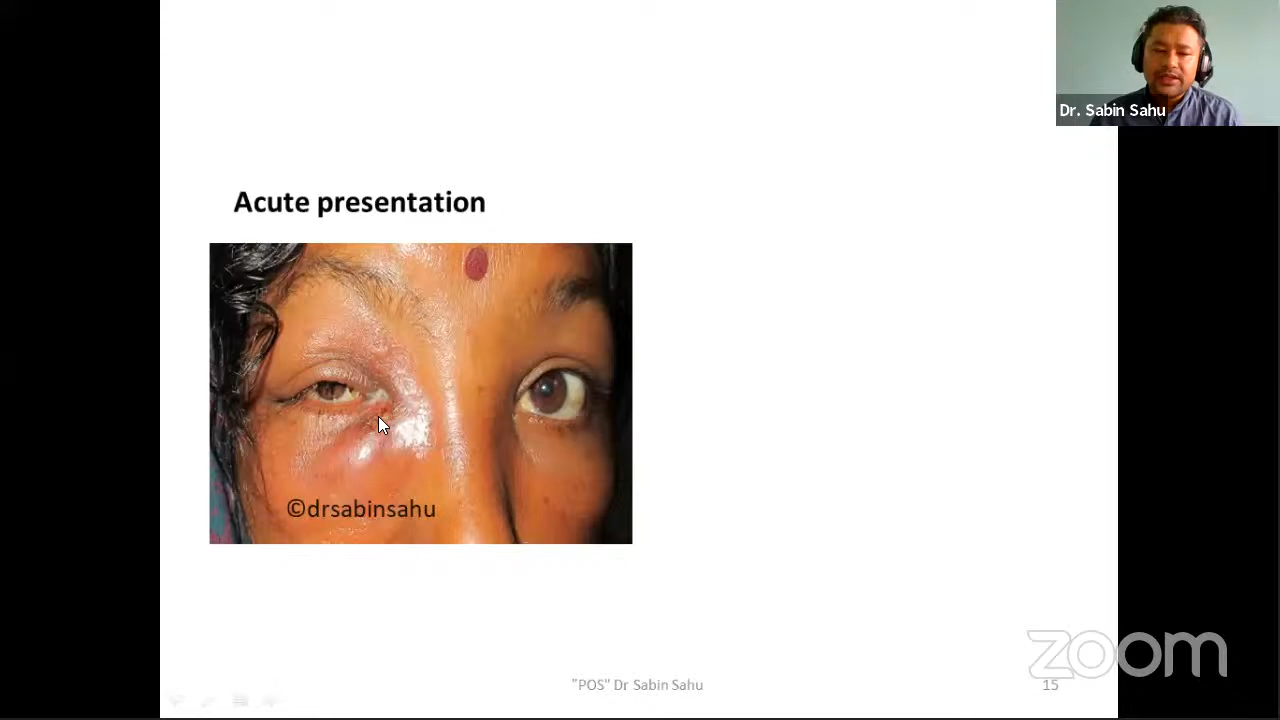 Dr. Sabin Sahu
Acute presentation
©drsabinsahu
zoom
"POS" Dr Sabin Sahu
15